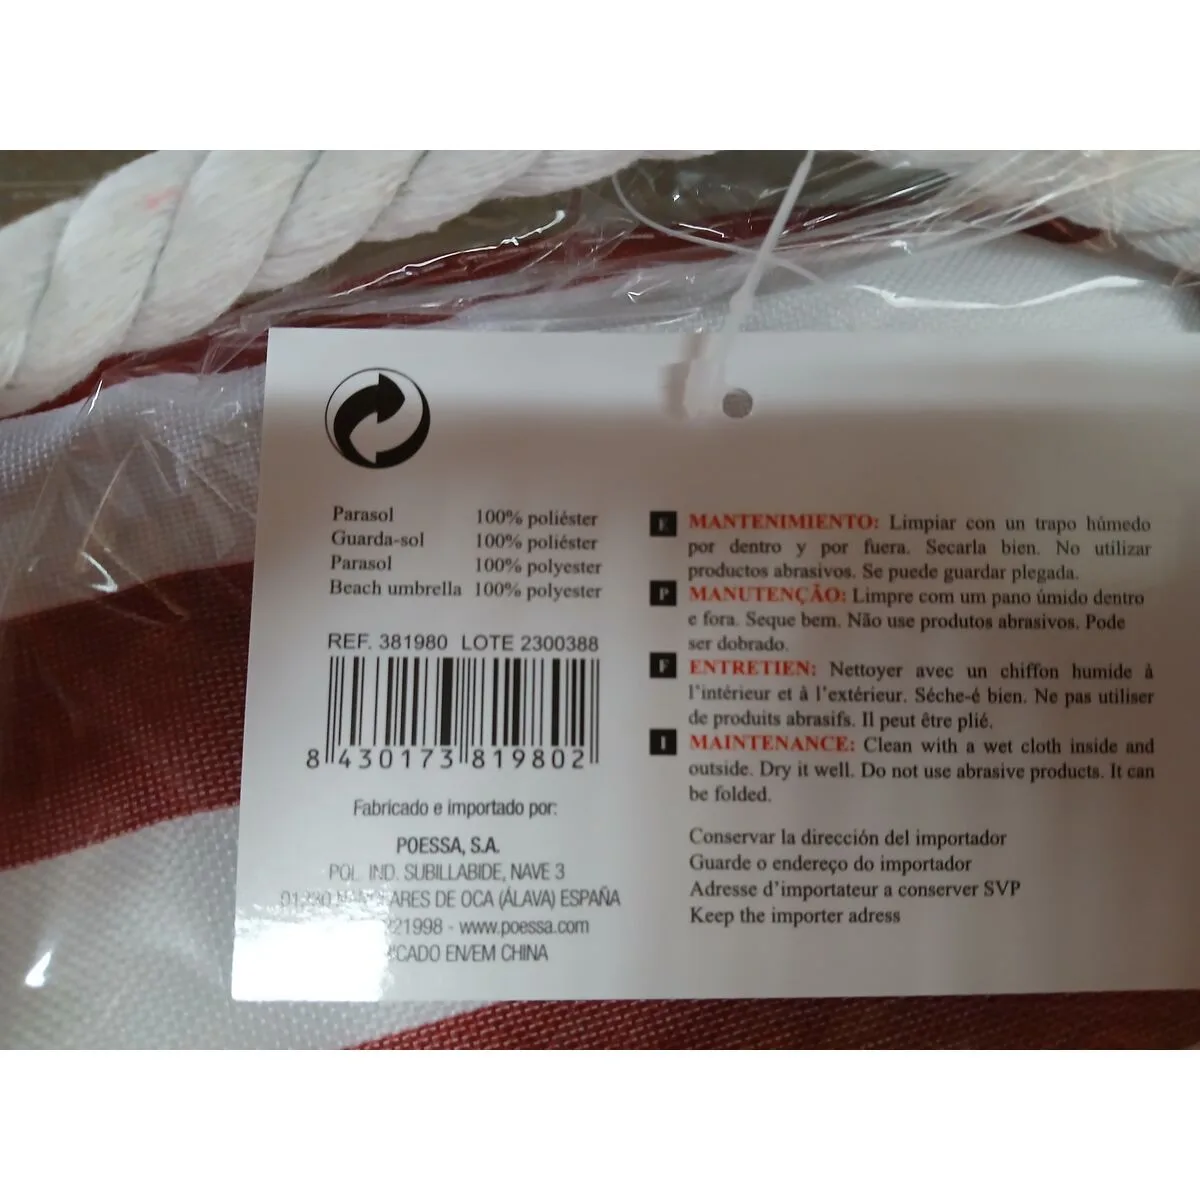 Parasol 100% poliéster
Guarda-sol 100% poliéster
Parasol 100% polyester
Beach umbrella 100% polyester
REF. 381980 LOTE 2300388
8 430173 819802
Fabricado e importado por:
POESSA, S.A.
POL. IND. SUBILLABIDE, NAVE 3
DE OCA (ÁLAVA) ESPAÑA
- www.poessa.com
EN/EM CHINA
E MANTENIMIENTO: Limpiar con un trapo húmedo
por dentro y por fuera. Secarla bien. No utilizar
productos abrasivos. Se puede guardar plegada.
P MANUTENÇÃO: Limpre com um pano úmido dentro
e fora. Seque bem. Não use produtos abrasivos. Pode
ser dobrado.
F ENTRETIEN: Nettoyer avec un chiffon humide à
l'intérieur et à l'extérieur. Séche-é bien. Ne pas utiliser
de produits abrasifs. Il peut être plié.
I MAINTENANCE: Clean with a wet cloth inside and
outside. Dry it well. Do not use abrasive products. It can
be folded.
Conservar la dirección del importador
Guarde o endereço do importador
Adresse d'importateur a conserver SVP
Keep the importer adress